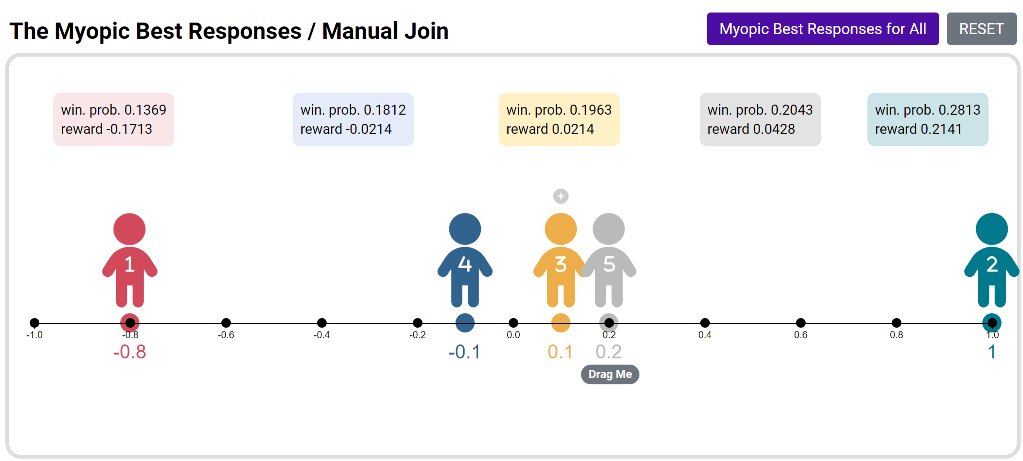 The Myopic Best Responses / Manual Join
Myopic Best Responses for All
RESET
win. prob. 0.1369
reward -0.1713
win. prob. 0.1812
reward -0.0214
win. prob. 0.1963
reward 0.0214
win. prob. 0.2043
reward 0.0428
win. prob. 0.2813
reward 0.2141
+
1
4
3
5
2
-1.0 -0.8 -0.6 -0.4 -0.2 0.0 0.2 0.4 0.6 0.8 1.0
-0.8 -0.1 0.1 0.2 1
Drag Me